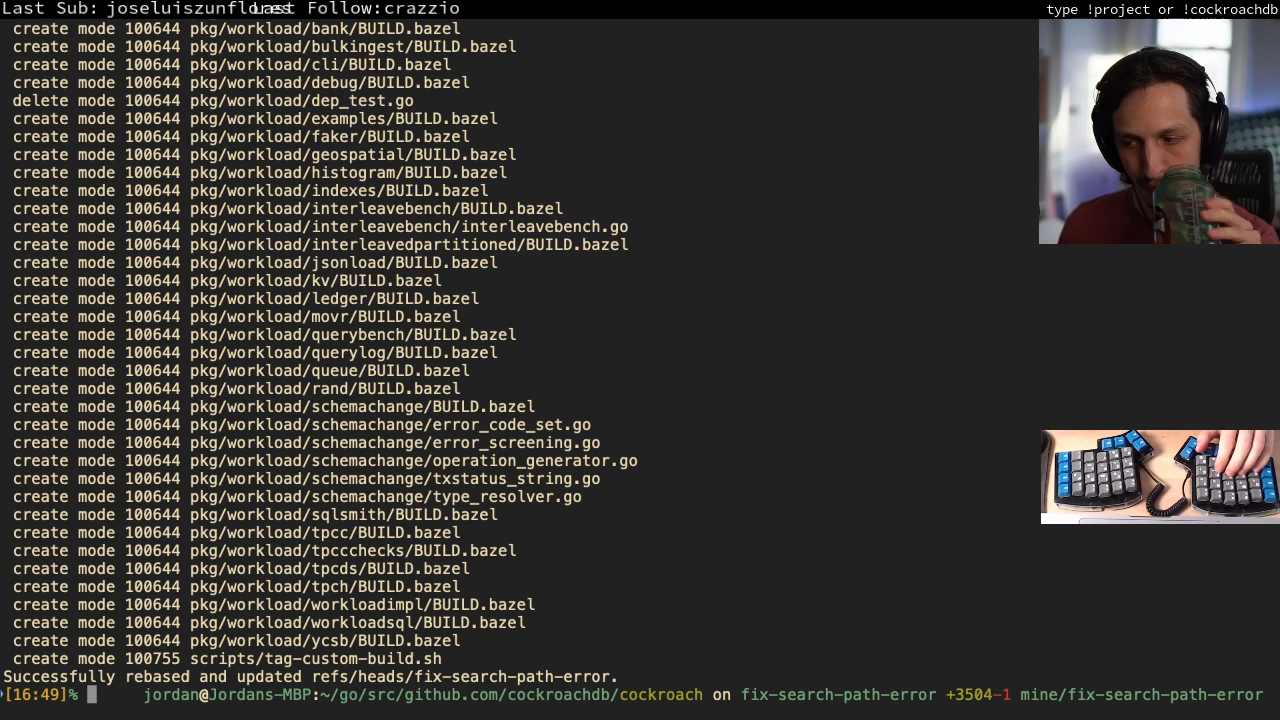 Last Sub: joseluiszunflores Last Follow:crazzio
type !project or !cockroachdb
create mode 100644 pkg/workload/bank/BUILD.bazel
create mode 100644 pkg/workload/bulkingest/BUILD.bazel
create mode 100644 pkg/workload/cli/BUILD.bazel
create mode 100644 pkg/workload/debug/BUILD.bazel
delete mode 100644 pkg/workload/dep_test.go
create mode 100644 pkg/workload/examples/BUILD.bazel
create mode 100644 pkg/workload/faker/BUILD.bazel
create mode 100644 pkg/workload/geospatial/BUILD.bazel
create mode 100644 pkg/workload/histogram/BUILD.bazel
create mode 100644 pkg/workload/indexes/BUILD.bazel
create mode 100644 pkg/workload/interleavebench/BUILD.bazel
create mode 100644 pkg/workload/interleavebench/interleavebench.go
create mode 100644 pkg/workload/interleavedpartitioned/BUILD.bazel
create mode 100644 pkg/workload/jsonload/BUILD.bazel
create mode 100644 pkg/workload/kv/BUILD.bazel
create mode 100644 pkg/workload/ledger/BUILD.bazel
create mode 100644 pkg/workload/movr/BUILD.bazel
create mode 100644 pkg/workload/querybench/BUILD.bazel
create mode 100644 pkg/workload/querylog/BUILD.bazel
create mode 100644 pkg/workload/queue/BUILD.bazel
create mode 100644 pkg/workload/rand/BUILD.bazel
create mode 100644 pkg/workload/schemachange/BUILD.bazel
create mode 100644 pkg/workload/schemachange/error_code_set.go
create mode 100644 pkg/workload/schemachange/error_screening.go
create mode 100644 pkg/workload/schemachange/operation_generator.go
create mode 100644 pkg/workload/schemachange/txstatus_string.go
create mode 100644 pkg/workload/schemachange/type_resolver.go
create mode 100644 pkg/workload/sqlsmith/BUILD.bazel
create mode 100644 pkg/workload/tpcc/BUILD.bazel
create mode 100644 pkg/workload/tpccchecks/BUILD.bazel
create mode 100644 pkg/workload/tpcds/BUILD.bazel
create mode 100644 pkg/workload/tpch/BUILD.bazel
create mode 100644 pkg/workload/workloadimpl/BUILD.bazel
create mode 100644 pkg/workload/workloadsql/BUILD.bazel
create mode 100644 pkg/workload/ycsb/BUILD.bazel
create mode 100755 scripts/tag-custom-build.sh
Successfully rebased and updated refs/heads/fix-search-path-error.
[16:49]% jordan@Jordans-MBP:~/go/src/github.com/cockroachdb/cockroach on fix-search-path-error +3504-1 mine/fix-search-path-error